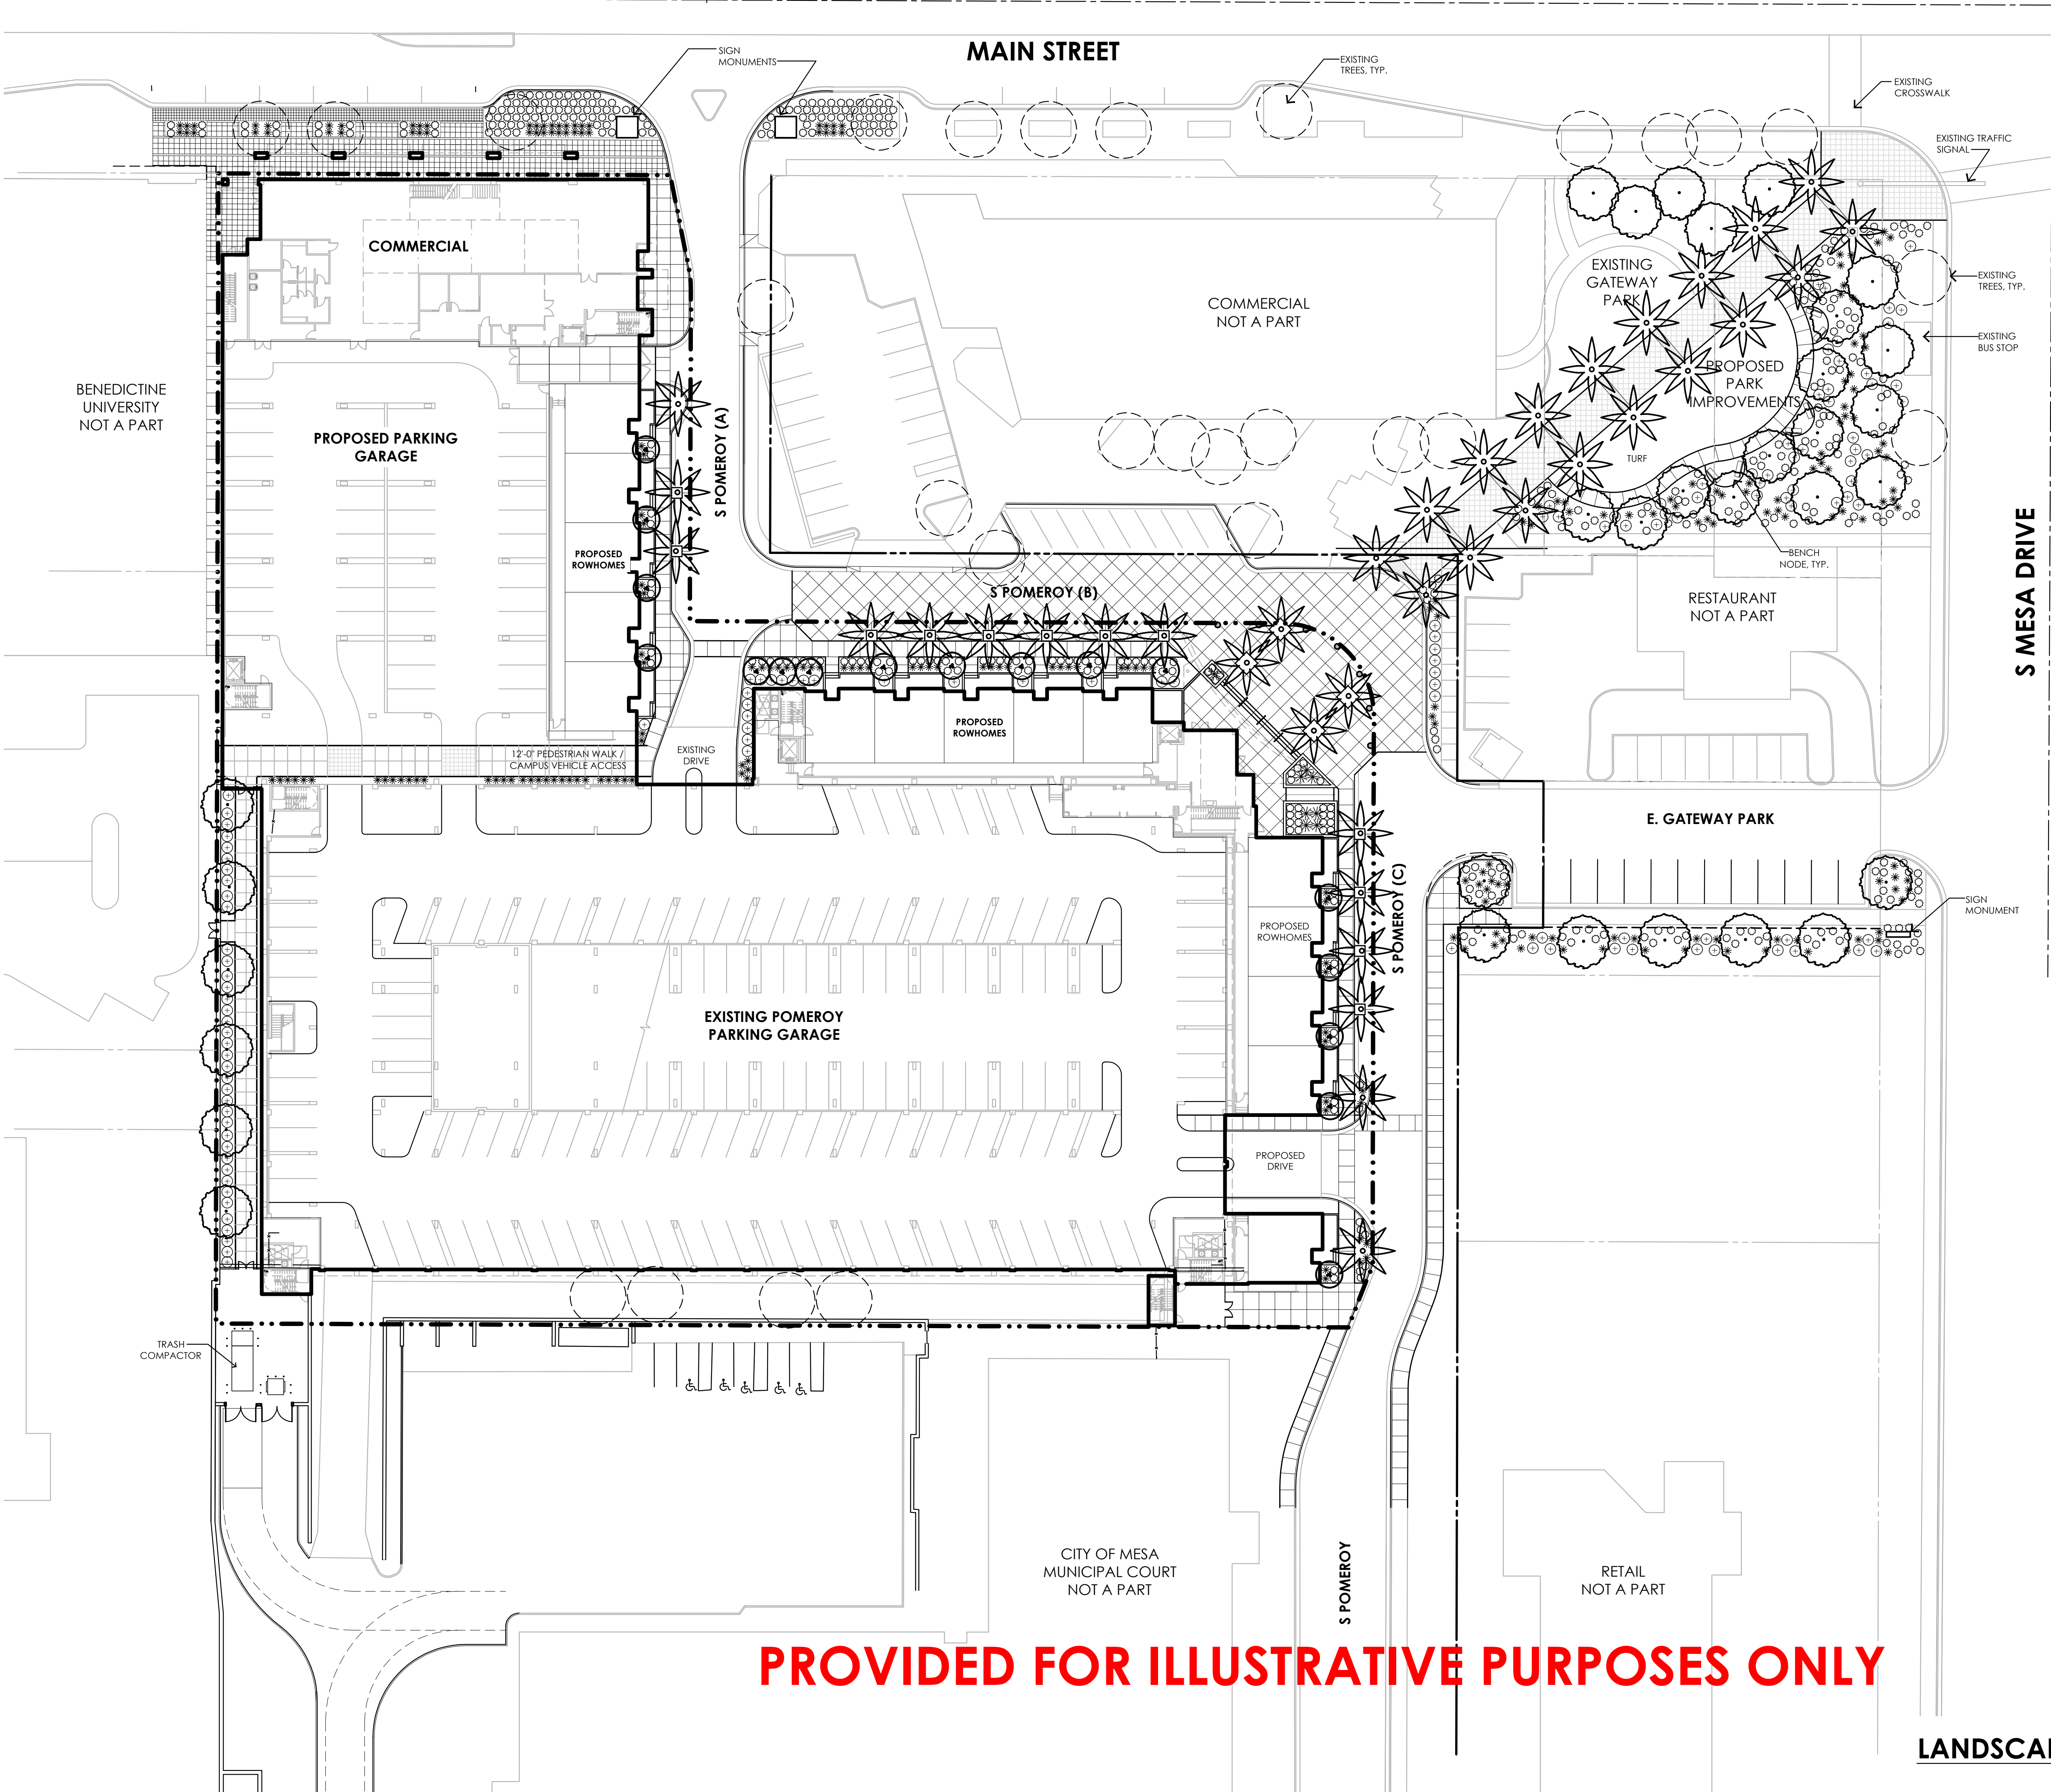 MAIN STREET
SIGN
MONUMENTS
EXISTING
TREES, TYP.
EXISTING
CROSSWALK
EXISTING TRAFFIC
SIGNAL
COMMERCIAL
COMMERCIAL
NOT A PART
EXISTING
GATEWAY
PARK
EXISTING
TREES, TYP.
EXISTING
BUS STOP
BENEDICTINE
UNIVERSITY
NOT A PART
PROPOSED
PARK
IMPROVEMENTS
PROPOSED PARKING
GARAGE
S POMEROY (A)
TURF
PROPOSED
ROWHOMES
BENCH
NODE, TYP.
S MESA DRIVE
S POMEROY (B)
RESTAURANT
NOT A PART
PROPOSED
ROWHOMES
12'-0" PEDESTRIAN WALK /
CAMPUS VEHICLE ACCESS
EXISTING
DRIVE
E. GATEWAY PARK
S POMEROY (C)
SIGN
MONUMENT
PROPOSED
ROWHOMES
EXISTING POMEROY
PARKING GARAGE
PROPOSED
DRIVE
TRASH
COMPACTOR
CITY OF MESA
MUNICIPAL COURT
NOT A PART
S POMEROY
RETAIL
NOT A PART
PROVIDED FOR ILLUSTRATIVE PURPOSES ONLY